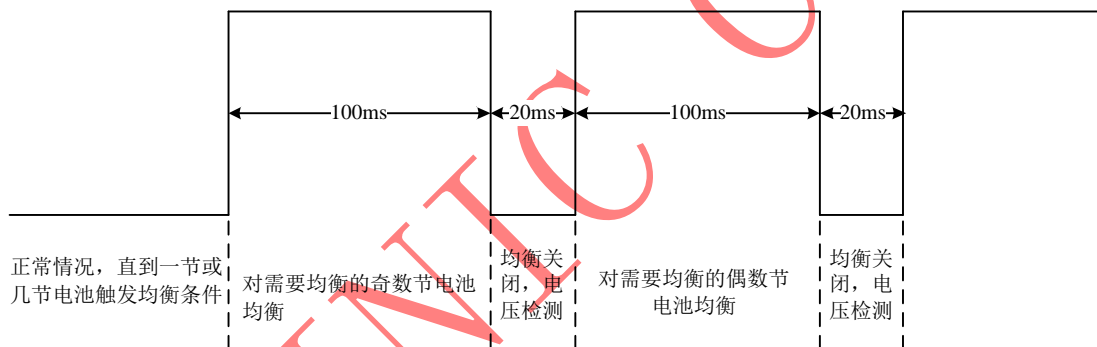 100ms
20ms
100ms
20ms
正常情况，直到一节或
几节电池触发均衡条件
对需要均衡的奇数节电池
均衡
均衡关
闭，电
压检测
对需要均衡的偶数节
电池均衡
均衡关
闭，电
压检测
NIC